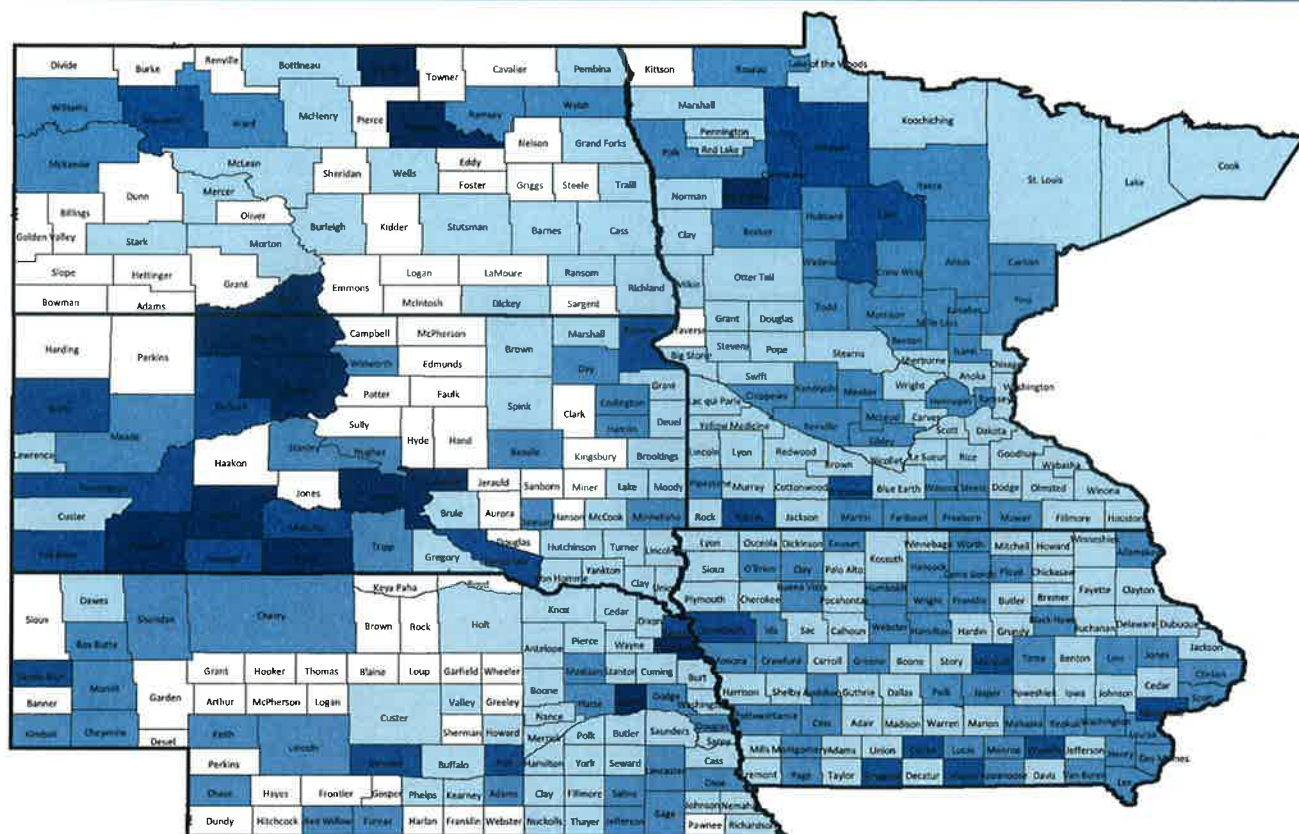 Divide Burke Renville Bottineau Towner Cavalier Pembina Kittson Roseau Lake of the Woods
Williams Ward McHenry Pierce Ramsey Walsh Marshall Koochiching
Pennington
Nelson Grand Forks Polk Red Lake
McKenzie McLean Sheridan Wells Eddy Cook
Foster Griggs Steele Traill Norman Itasca St. Louis Lake
Dunn Mercer
Billings Oliver Burleigh Kidder Stutsman Barnes Cass Clay Becker Hubbard Cass
Golden Valley Stark Morton
Slope Hettinger Grant Emmons Logan LaMoure Ransom Richland Wilkin Otter Tail Wadena Crow Wing Aitkin Carlton
Bowman Adams McIntosh Dickey Sargent Todd Morrison Mille Lacs Kanabec Pine
Harding Perkins Campbell McPherson Brown Marshall Roberts Traverse Grant Douglas
Walworth Edmunds Day Big Stone Stevens Pope Stearns Benton Isanti Chisago
Butte Dewey Potter Faulk Grant Swift Sherburne Anoka Washington
Meade Sully Spink Clark Codington Lac qui Parle Chippewa Kandiyohi Meeker Wright Hennepin Ramsey
Lawrence Haakon Stanley Hughes Hyde Hand Hamlin Deuel Yellow Medicine Renville McLeod Carver Scott Dakota
Beadle Kingsbury Brookings Lincoln Lyon Redwood Brown Sibley Nicollet Le Sueur Rice Goodhue Wabasha
Pennington Jones Jerauld Sanborn Miner Lake Moody Pipestone Murray Cottonwood Blue Earth Waseca Steele Dodge Olmsted Winona
Custer Brule Aurora Hanson McCook Minnehaha Rock Nobles Jackson Martin Faribault Freeborn Mower Fillmore Houston
Tripp Gregory Douglas Hutchinson Turner Lincoln Lyon Osceola Dickinson Emmet Kossuth Winnebago Worth Mitchell Howard Winneshiek Allamakee
Yankton Clay Union Sioux O'Brien Clay Palo Alto Hancock Cerro Gordo Floyd Chickasaw
Sioux Dawes Sheridan Cherry Keya Paha Boyd Bon Homme Plymouth Cherokee Buena Vista Pocahontas Humboldt Wright Franklin Butler Bremer Fayette Clayton
Box Butte Brown Rock Holt Knox Cedar Dixon Ida Sac Calhoun Webster Hamilton Hardin Grundy Black Hawk Buchanan Delaware Dubuque
Antelope Pierce Wayne
Grant Hooker Thomas Blaine Loup Garfield Wheeler Madison Stanton Cuming Burt Monona Crawford Carroll Greene Boone Story Marshall Tama Benton Linn Jones Jackson
Banner Morrill Garden Arthur McPherson Logan Custer Valley Greeley Boone Platte Dodge Washington Harrison Shelby Audubon Guthrie Dallas Polk Jasper Poweshiek Iowa Johnson Cedar Clinton Scott
Kimball Cheyenne Deuel Keith Lincoln Sherman Howard Nance Merrick Polk Butler Saunders Douglas Sarpy Pottawattamie Cass Adair Madison Warren Marion Mahaska Keokuk Washington Louisa
Perkins Dawson Buffalo Hall Hamilton York Seward Lancaster Cass Mills Montgomery Adams Union Clarke Lucas Monroe Wapello Jefferson Henry Des Moines
Chase Hayes Frontier Gosper Phelps Kearney Adams Clay Fillmore Saline Otoe Fremont Page Taylor Ringgold Decatur Wayne Appanoose Davis Van Buren Lee
Dundy Hitchcock Red Willow Furnas Harlan Franklin Webster Nuckolls Thayer Jefferson Gage Johnson Nemaha
Pawnee Richardson